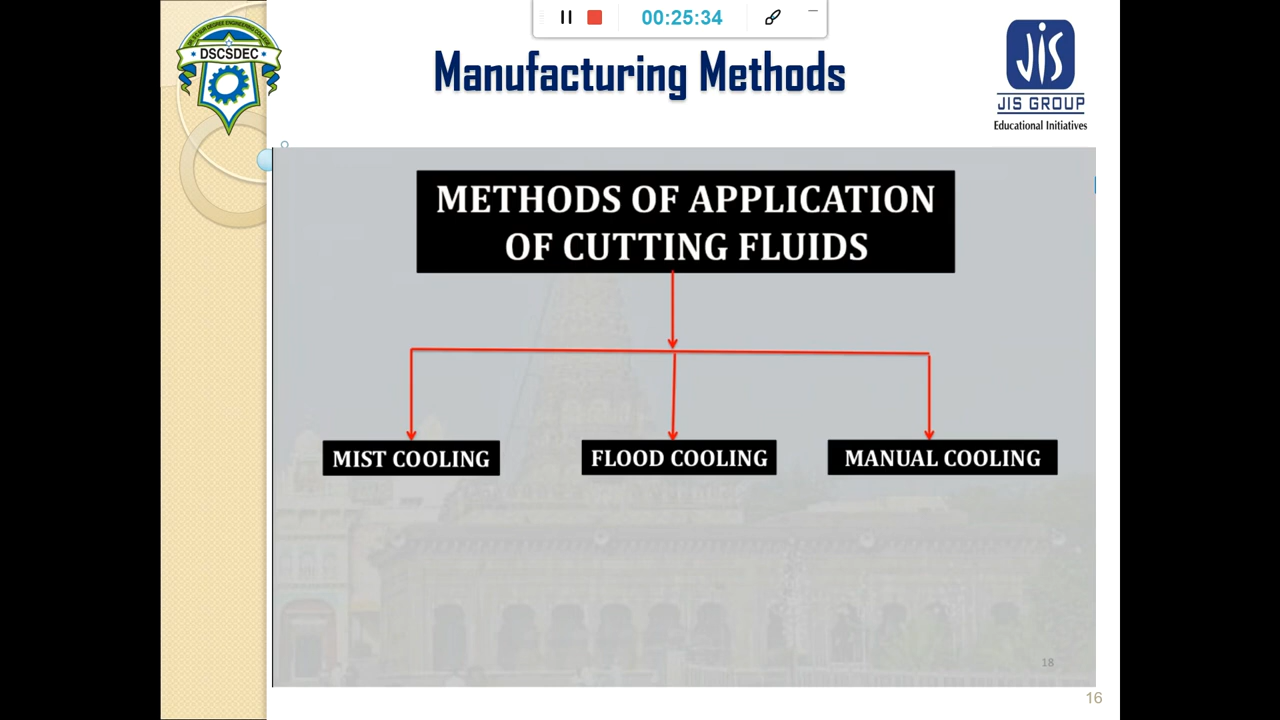 00:25:34
DSCSDEC
Manufacturing Methods
JIS
JIS GROUP
Educational Initiatives
METHODS OF APPLICATION
OF CUTTING FLUIDS
MIST COOLING
FLOOD COOLING
MANUAL COOLING
18
16